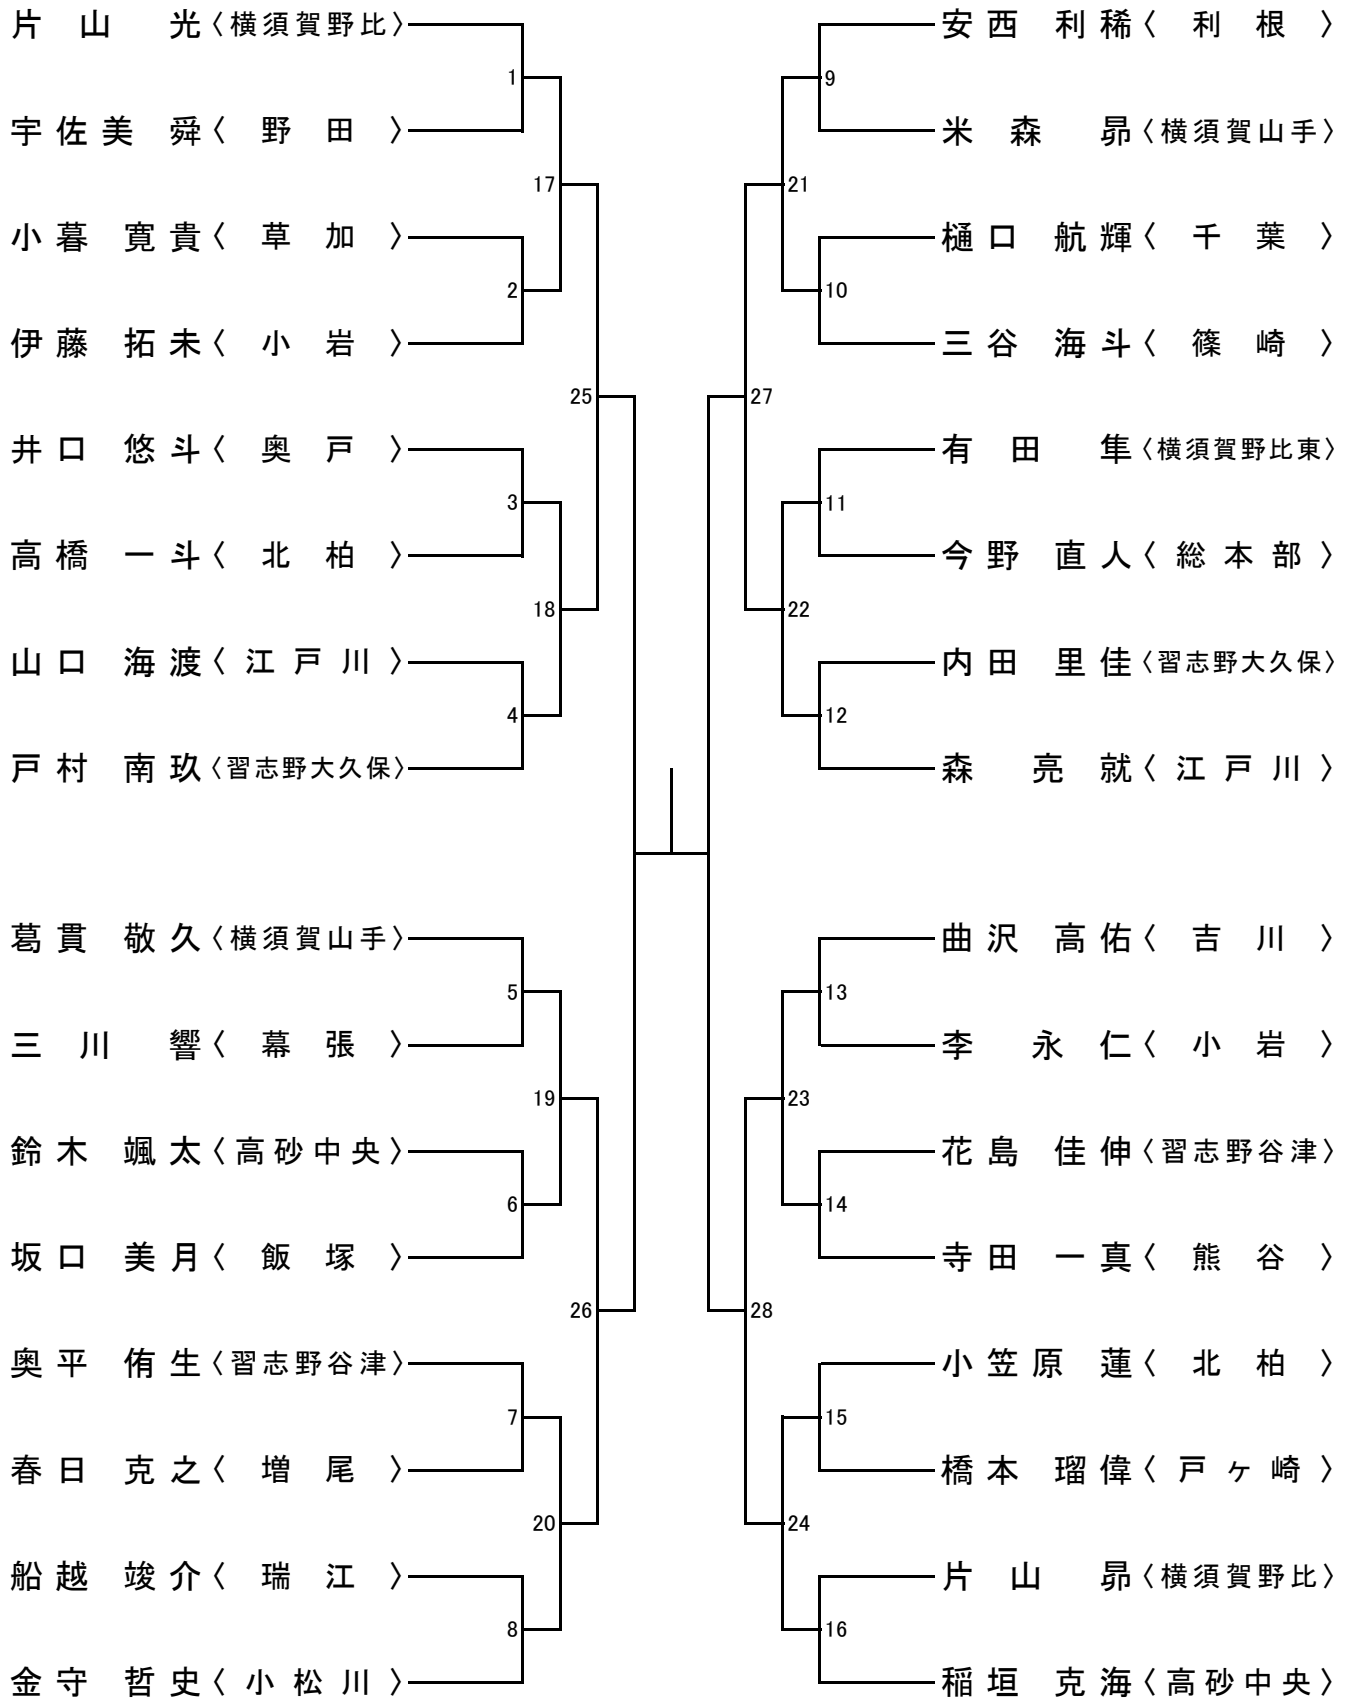 片山 光〈横須賀野比〉
1
宇佐美 舜〈野田〉
17
小暮 寛貴〈草加〉
2
伊藤 拓未〈小岩〉
25
井口 悠斗〈奥戸〉
3
高橋 一斗〈北柏〉
18
山口 海渡〈江戸川〉
4
戸村 南玖〈習志野大久保〉
葛貫 敬久〈横須賀山手〉
5
三川 響〈幕張〉
19
鈴木 颯太〈高砂中央〉
6
坂口 美月〈飯塚〉
26
奥平 侑生〈習志野谷津〉
7
春日 克之〈増尾〉
20
船越 竣介〈瑞江〉
8
金守 哲史〈小松川〉
安西 利稀〈利根〉
9
米森 昴〈横須賀山手〉
21
樋口 航輝〈千葉〉
10
三谷 海斗〈篠崎〉
27
有田 隼〈横須賀野比東〉
11
今野 直人〈総本部〉
22
内田 里佳〈習志野大久保〉
12
森 亮就〈江戸川〉
曲沢 高佑〈吉川〉
13
李 永仁〈小岩〉
23
花島 佳伸〈習志野谷津〉
14
寺田 一真〈熊谷〉
28
小笠原 蓮〈北柏〉
15
橋本 瑠偉〈戸ヶ崎〉
24
片山 昴〈横須賀野比〉
16
稲垣 克海〈高砂中央〉